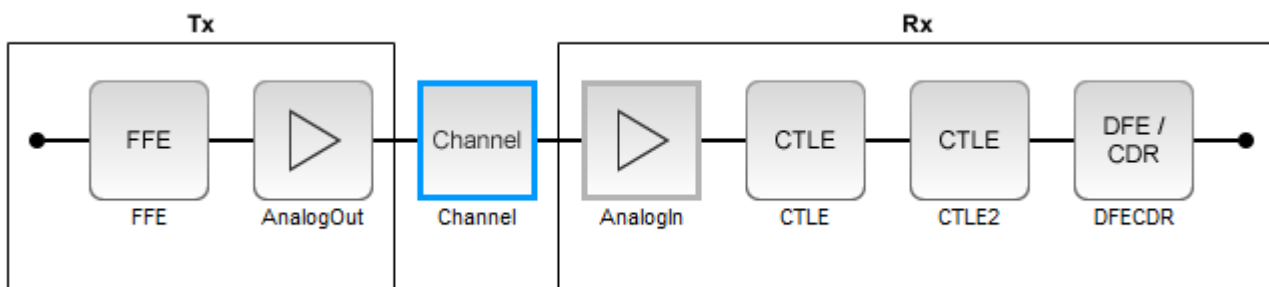 Tx
Rx
FFE
Channel
CTLE
CTLE
DFE /
CDR
FFE
AnalogOut
Channel
AnalogIn
CTLE
CTLE2
DFECDR